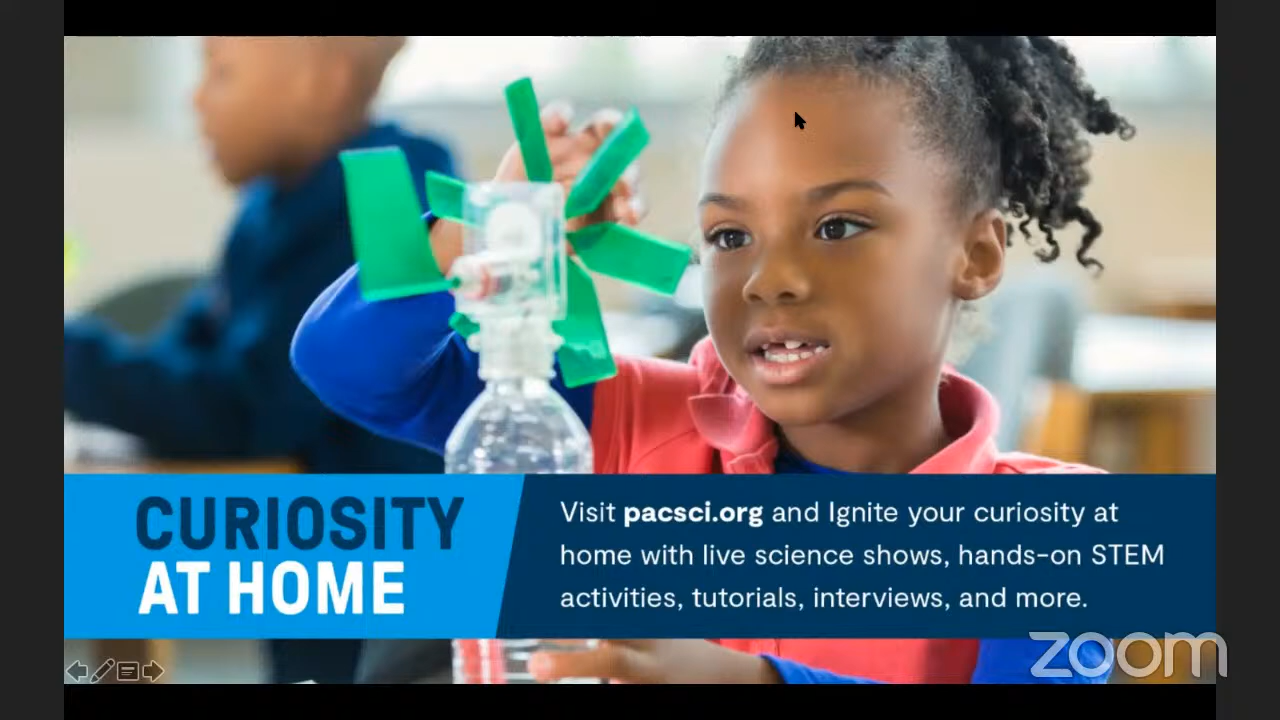 CURIOSITY
AT HOME
Visit pacsci.org and Ignite your curiosity at
home with live science shows, hands-on STEM
activities, tutorials, interviews, and more.
zoom